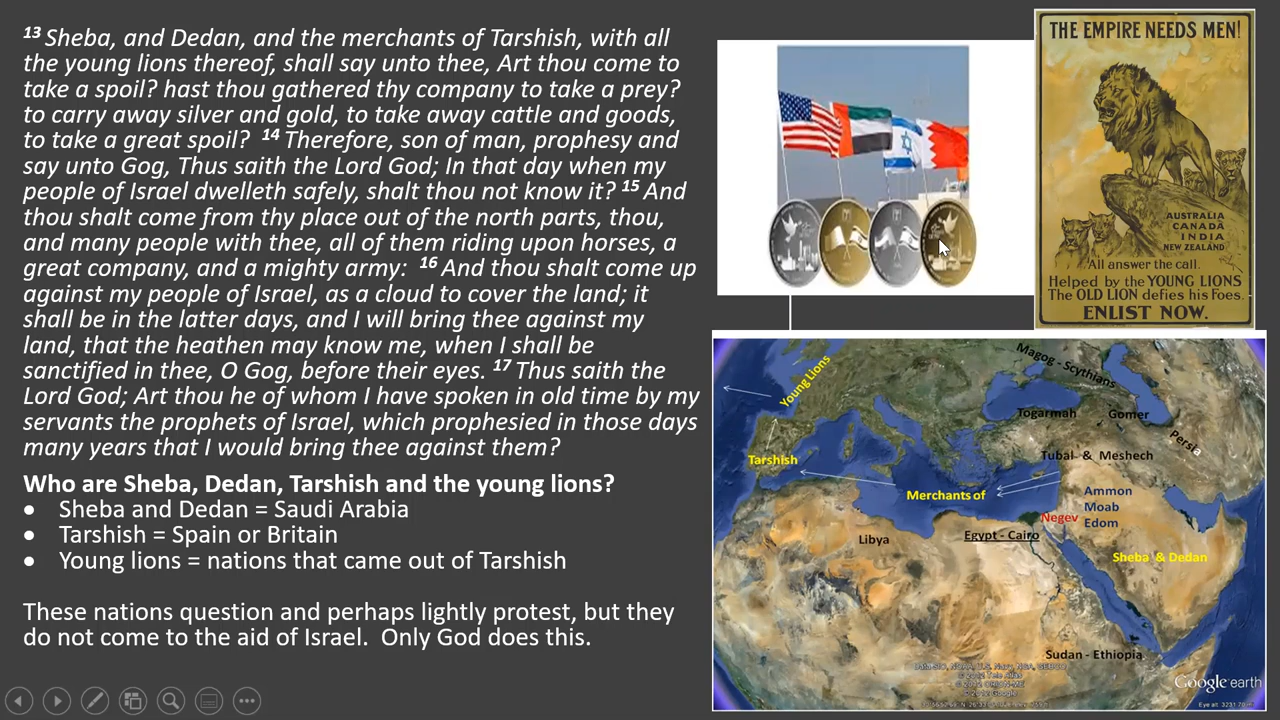 13 Sheba, and Dedan, and the merchants of Tarshish, with all
the young lions thereof, shall say unto thee, Art thou come to
take a spoil? hast thou gathered thy company to take a prey?
to carry away silver and gold, to take away cattle and goods,
to take a great spoil? 14 Therefore, son of man, prophesy and
say unto Gog, Thus saith the Lord God; In that day when my
people of Israel dwelleth safely, shalt thou not know it? 15 And
thou shalt come from thy place out of the north parts, thou,
and many people with thee, all of them riding upon horses, a
great company, and a mighty army: 16 And thou shalt come up
against my people of Israel, as a cloud to cover the land; it
shall be in the latter days, and I will bring thee against my
land, that the heathen may know me, when I shall be
sanctified in thee, O Gog, before their eyes. 17 Thus saith the
Lord God; Art thou he of whom I have spoken in old time by my
servants the prophets of Israel, which prophesied in those days
many years that I would bring thee against them?
Who are Sheba, Dedan, Tarshish and the young lions?
• Sheba and Dedan = Saudi Arabia
• Tarshish = Spain or Britain
• Young lions = nations that came out of Tarshish
These nations question and perhaps lightly protest, but they
do not come to the aid of Israel. Only God does this.
THE EMPIRE NEEDS MEN!
AUSTRALIA
CANADA
INDIA
NEW ZEALAND
All answer the call.
Helped by the YOUNG LIONS
The OLD LION defies his Foes.
ENLIST NOW.
Young Lions
Magog - Scythians
Togarmah
Gomer
Persia
Tarshish
Tubal & Meshech
Merchants of
Ammon
Moab
Edom
Negev
Libya
Egypt - Cairo
Sheba & Dedan
Sudan - Ethiopia
Google earth